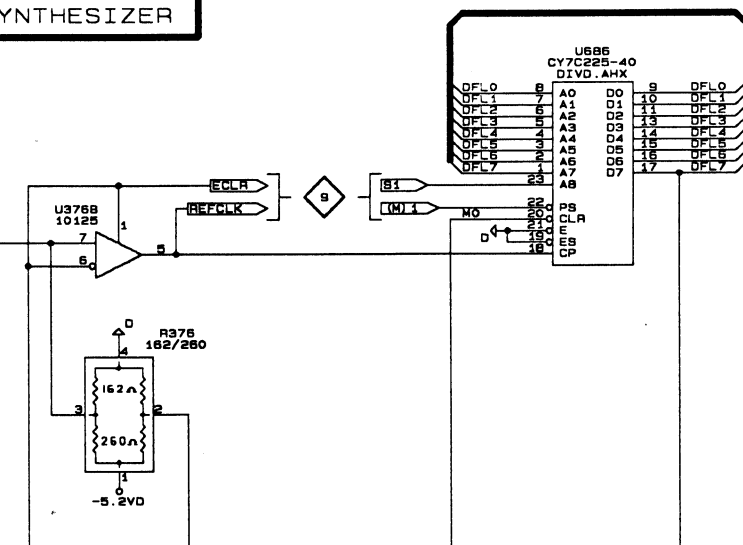 YNTHESIZER
U686
CY7C225-40
DIVD.AHX
DFL0 8 A0 D0 9 DFL0
DFL1 7 A1 D1 10 DFL1
DFL2 6 A2 D2 11 DFL2
DFL3 5 A3 D3 12 DFL3
DFL4 4 A4 D4 13 DFL4
DFL5 3 A5 D5 14 DFL5
DFL6 2 A6 D6 15 DFL6
DFL7 1 A7 D7 16 DFL7
17
ECLR
9
S1 23 A8
REFCLK
(M) 1 22 PS
M0 20 CLR
D 21 E
19 ES
18 CP
U376B
10125
1
7
6
5
D
R376
162/260
4
162Ω
3
2
260Ω
1
-5.2VD